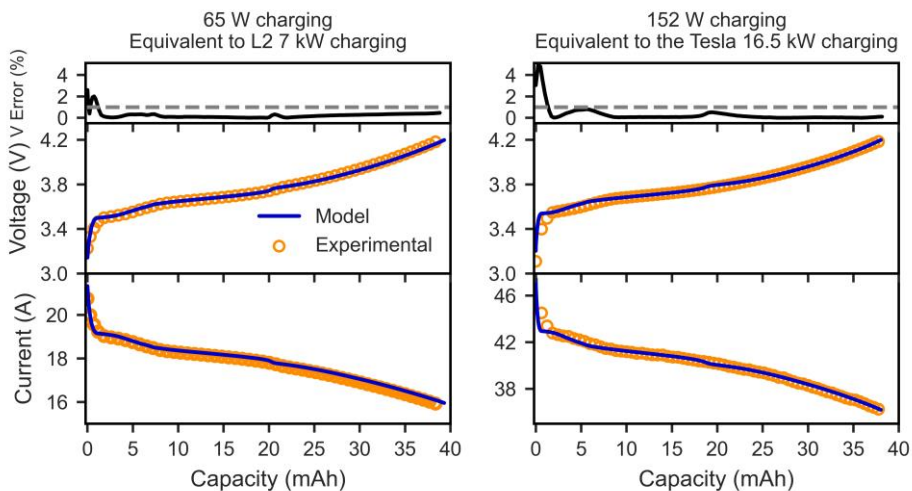 65 W charging
Equivalent to L2 7 kW charging
152 W charging
Equivalent to the Tesla 16.5 kW charging
V Error (%)
4
2
0
4
2
0
Voltage (V)
4.2
3.8
3.4
3.0
Model
Experimental
4.2
3.8
3.4
3.0
Current (A)
20
18
16
46
42
38
0 5 10 15 20 25 30 35 40
0 5 10 15 20 25 30 35 40
Capacity (mAh)
Capacity (mAh)